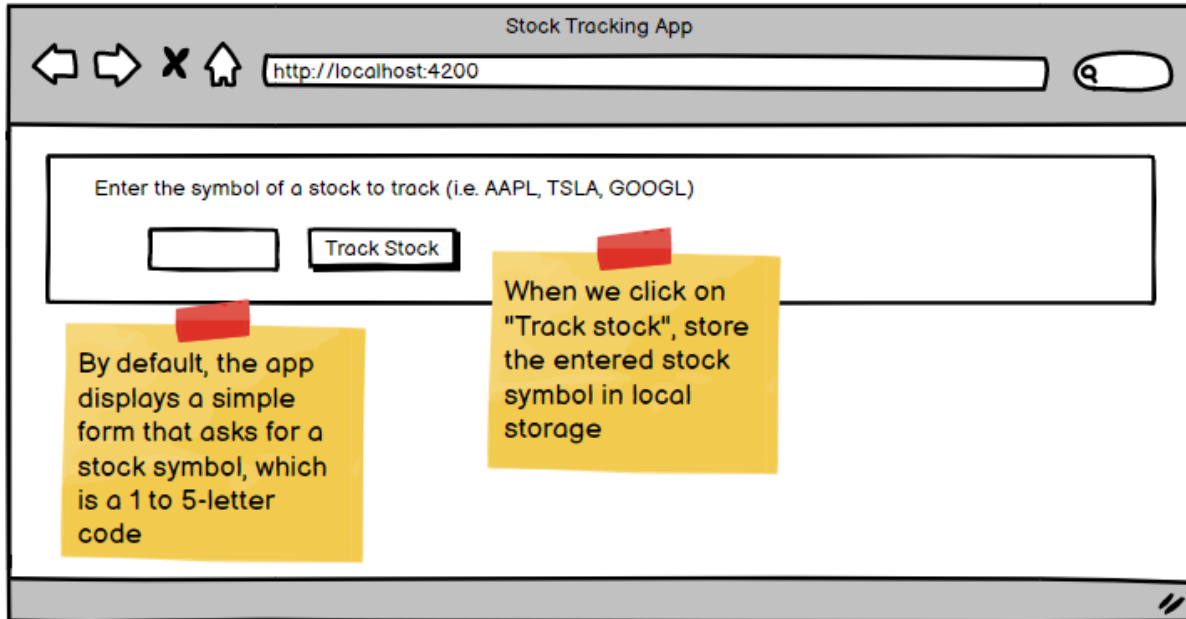 Stock Tracking App
http://localhost:4200
Enter the symbol of a stock to track (i.e. AAPL, TSLA, GOOGL)
Track Stock
When we click on
"Track stock", store
the entered stock
symbol in local
storage
By default, the app
displays a simple
form that asks for a
stock symbol, which
is a 1 to 5-letter
code